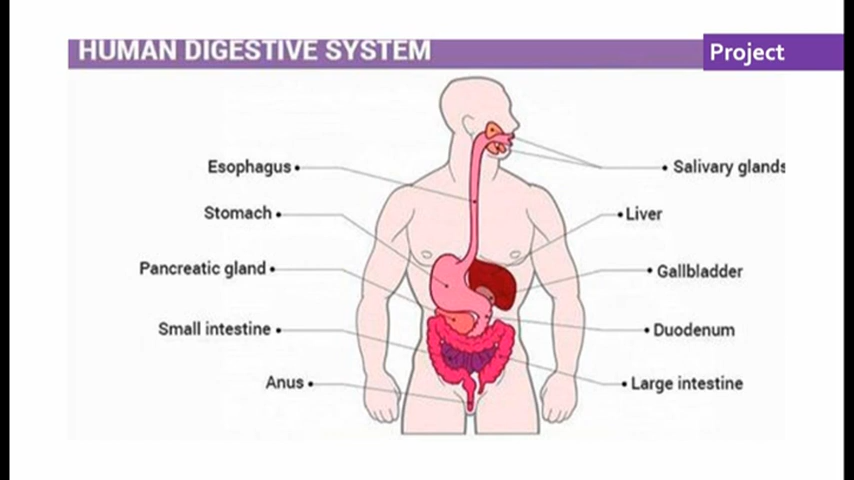 HUMAN DIGESTIVE SYSTEM
Project
Esophagus
Salivary glands
Stomach
Liver
Pancreatic gland
Gallbladder
Small intestine
Duodenum
Anus
Large intestine